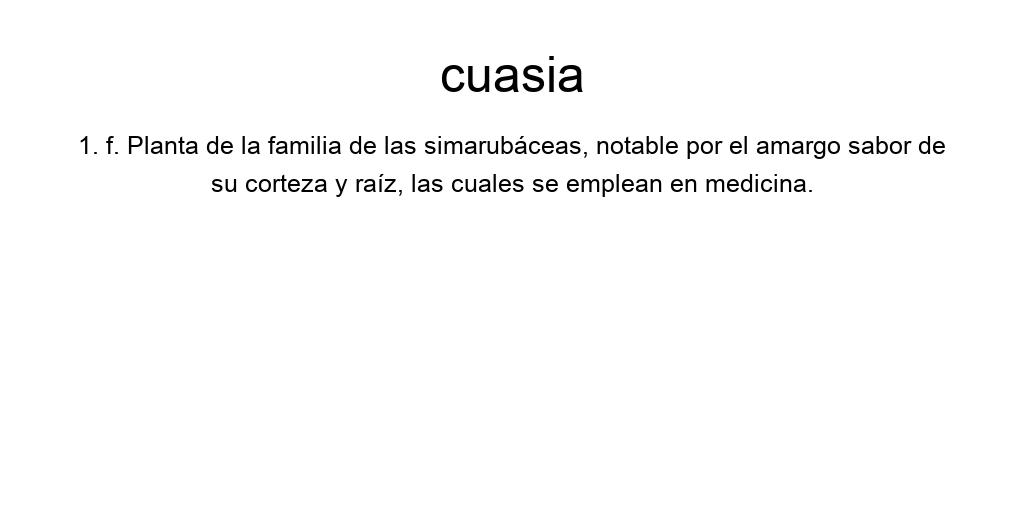 cuasia
1. f. Planta de la familia de las simarubáceas, notable por el amargo sabor de
su corteza y raíz, las cuales se emplean en medicina.